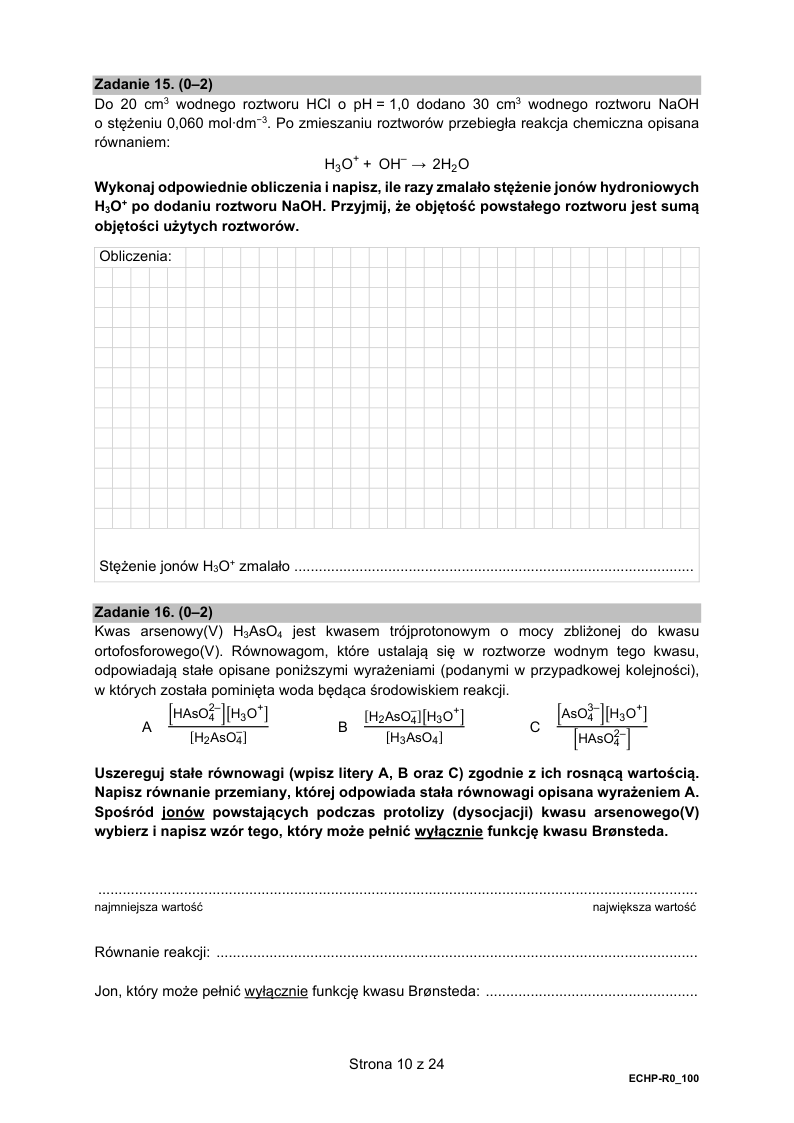 Zadanie 15. (0–2)
Do 20 cm³ wodnego roztworu HCl o pH = 1,0 dodano 30 cm³ wodnego roztworu NaOH
o stężeniu 0,060 mol·dm⁻³. Po zmieszaniu roztworów przebiegła reakcja chemiczna opisana
równaniem:
H₃O⁺ + OH⁻ → 2H₂O
Wykonaj odpowiednie obliczenia i napisz, ile razy zmalało stężenie jonów hydroniowych
H₃O⁺ po dodaniu roztworu NaOH. Przyjmij, że objętość powstałego roztworu jest sumą
objętości użytych roztworów.
Obliczenia:
Stężenie jonów H₃O⁺ zmalało ................................................................................................
Zadanie 16. (0–2)
Kwas arsenowy(V) H₃AsO₄ jest kwasem trójprotonowym o mocy zbliżonej do kwasu
ortofosforowego(V). Równowagom, które ustalają się w roztworze wodnym tego kwasu,
odpowiadają stałe opisane poniższymi wyrażeniami (podanymi w przypadkowej kolejności),
w których została pominięta woda będąca środowiskiem reakcji.
A [HAsO₄²⁻][H₃O⁺] / [H₂AsO₄⁻] B [H₂AsO₄⁻][H₃O⁺] / [H₃AsO₄] C [AsO₄³⁻][H₃O⁺] / [HAsO₄²⁻]
Uszereguj stałe równowagi (wpisz litery A, B oraz C) zgodnie z ich rosnącą wartością.
Napisz równanie przemiany, której odpowiada stała równowagi opisana wyrażeniem A.
Spośród jonów powstających podczas protolizy (dysocjacji) kwasu arsenowego(V)
wybierz i napisz wzór tego, który może pełnić wyłącznie funkcję kwasu Brønsteda.
....................................................................................................................................................
najmniejsza wartość największa wartość
Równanie reakcji: ......................................................................................................................
Jon, który może pełnić wyłącznie funkcję kwasu Brønsteda: ....................................................
Strona 10 z 24
ECHP-R0_100